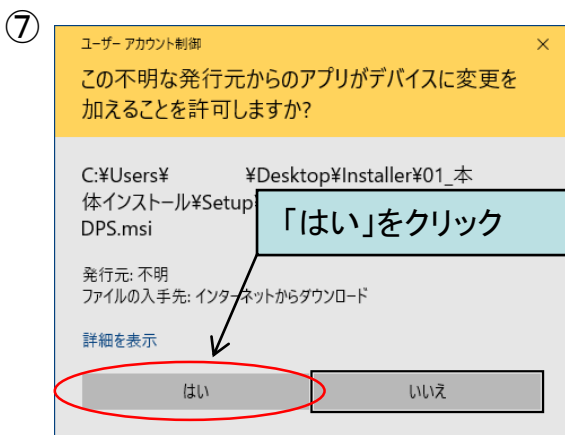 ⑦
ユーザー アカウント制御
×
この不明な発行元からのアプリがデバイスに変更を
加えることを許可しますか?
C:¥Users¥ ¥Desktop¥Installer¥01_本
体インストール¥Setup¥
DPS.msi
「はい」をクリック
発行元: 不明
ファイルの入手先: インターネットからダウンロード
詳細を表示
はい
いいえ